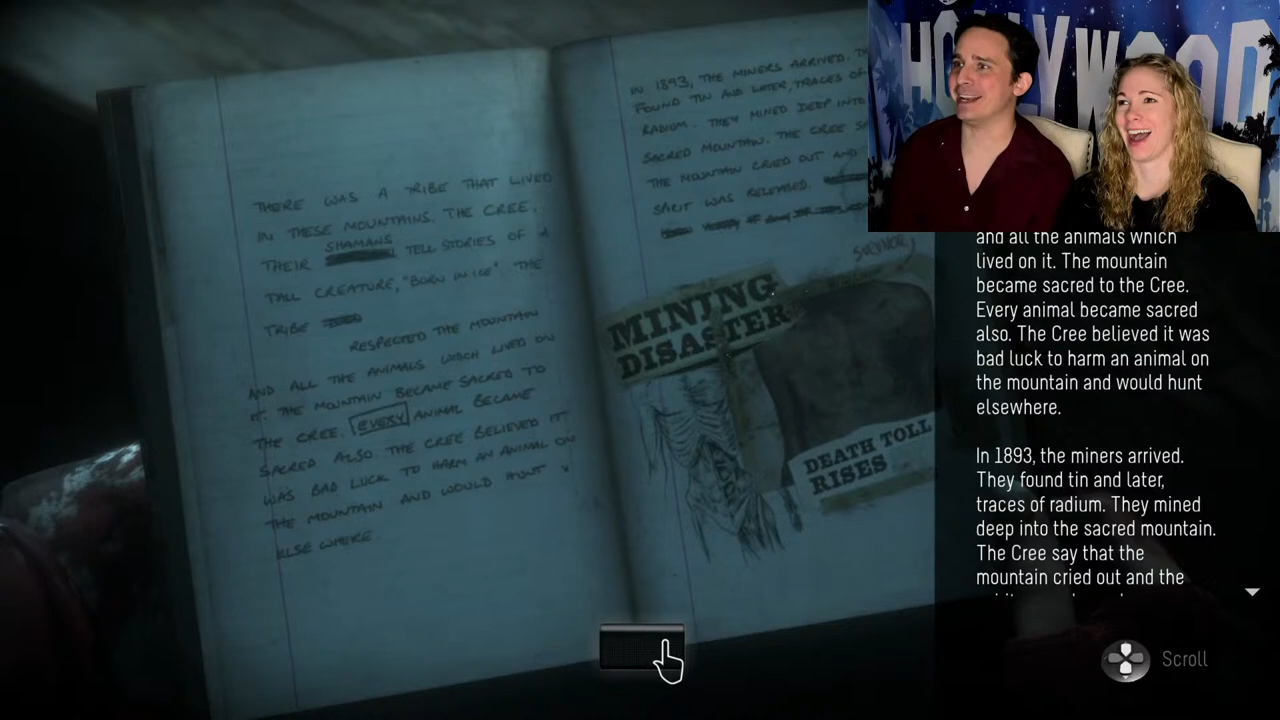 HOLLYWOOD
THERE WAS A TRIBE THAT LIVED
IN THESE MOUNTAINS. THE CREE.
SHAMANS
THEIR TELL STORIES OF A
TALL CREATURE, "BORN IN ICE" THE
TRIBE
RESPECTED THE MOUNTAIN
AND ALL THE ANIMALS WHICH LIVED ON
IT. THE MOUNTAIN BECAME SACRED TO
THE CREE. EVERY ANIMAL BECAME
SACRED ALSO. THE CREE BELIEVED IT
WAS BAD LUCK TO HARM AN ANIMAL ON
THE MOUNTAIN AND WOULD HUNT
ELSE WHERE.
IN 1893, THE MINERS ARRIVED.
FOUND TIN AND LATER, TRACES OF
RADIUM. THEY MINED DEEP INTO
SACRED MOUNTAIN. THE CREE
THE MOUNTAIN CRIED OUT AND
SPIRIT WAS RELEASED.
SURVIVOR
MINING
DISASTER
DEATH TOLL
RISES
and all the animals which
lived on it. The mountain
became sacred to the Cree.
Every animal became sacred
also. The Cree believed it was
bad luck to harm an animal on
the mountain and would hunt
elsewhere.
In 1893, the miners arrived.
They found tin and later,
traces of radium. They mined
deep into the sacred mountain.
The Cree say that the
mountain cried out and the
Scroll